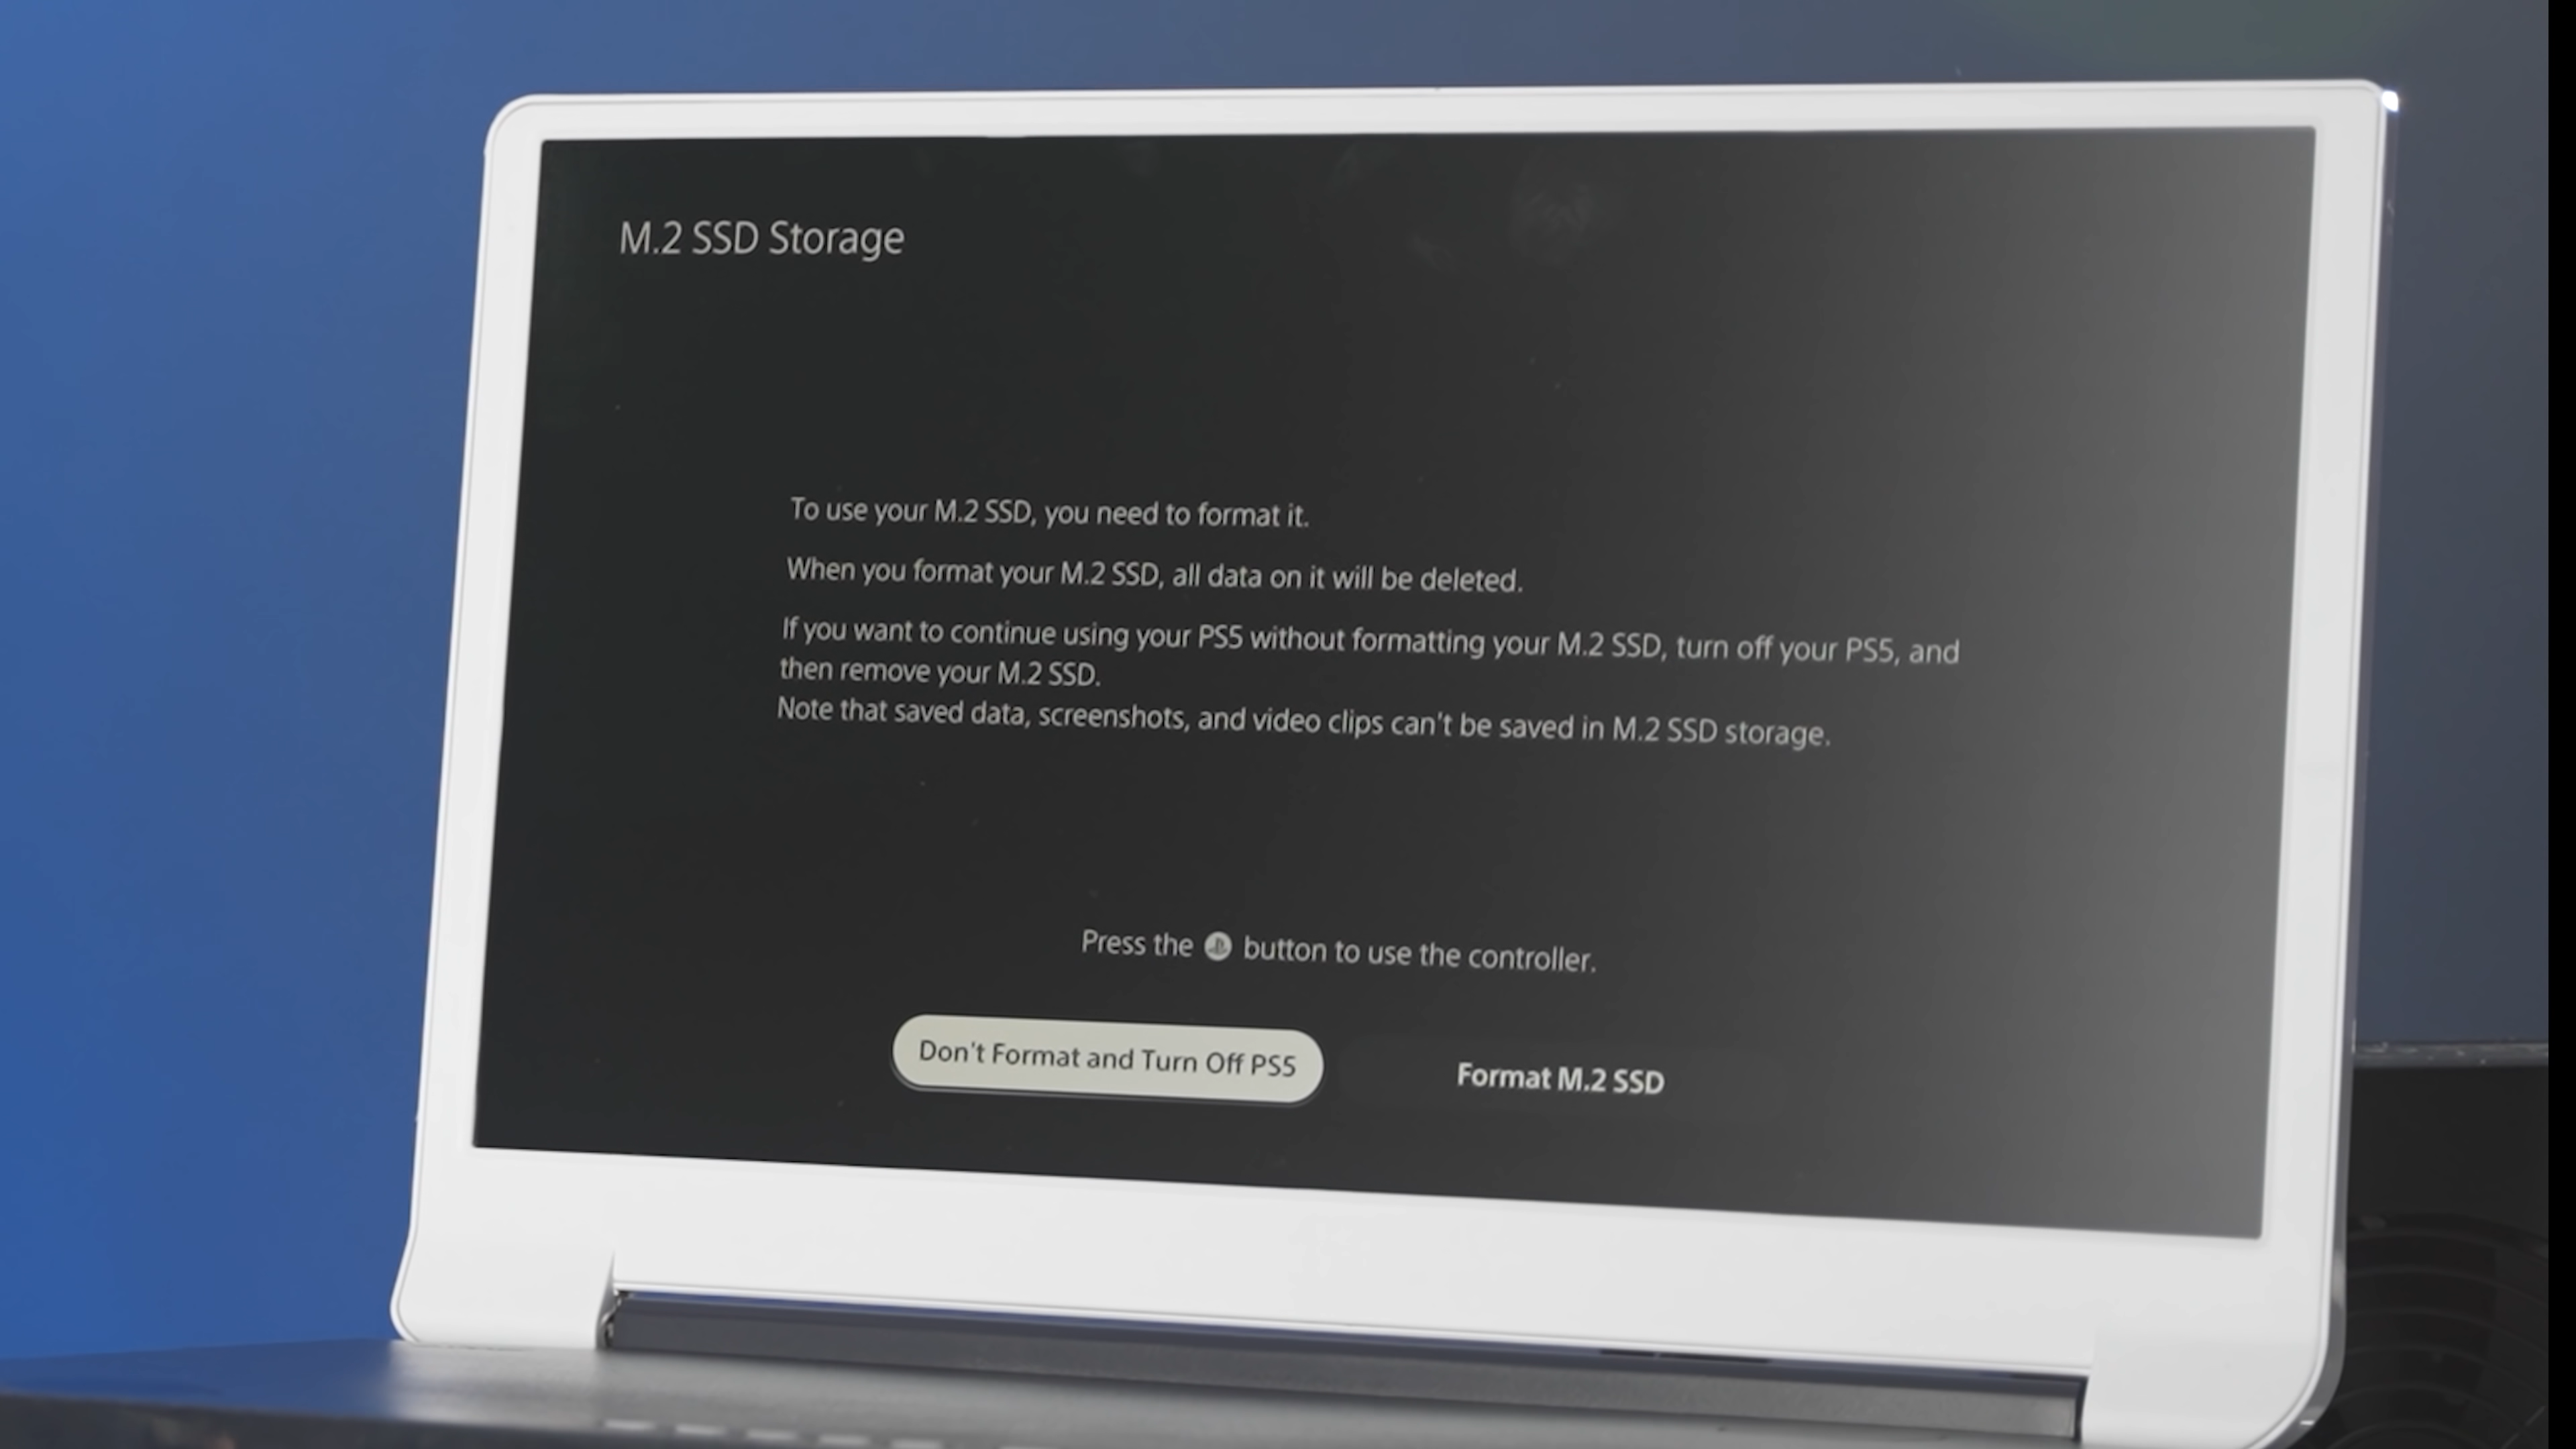 M.2 SSD Storage
To use your M.2 SSD, you need to format it.
When you format your M.2 SSD, all data on it will be deleted.
If you want to continue using your PS5 without formatting your M.2 SSD, turn off your PS5, and
then remove your M.2 SSD.
Note that saved data, screenshots, and video clips can't be saved in M.2 SSD storage.
Press the button to use the controller.
Don't Format and Turn Off PS5
Format M.2 SSD